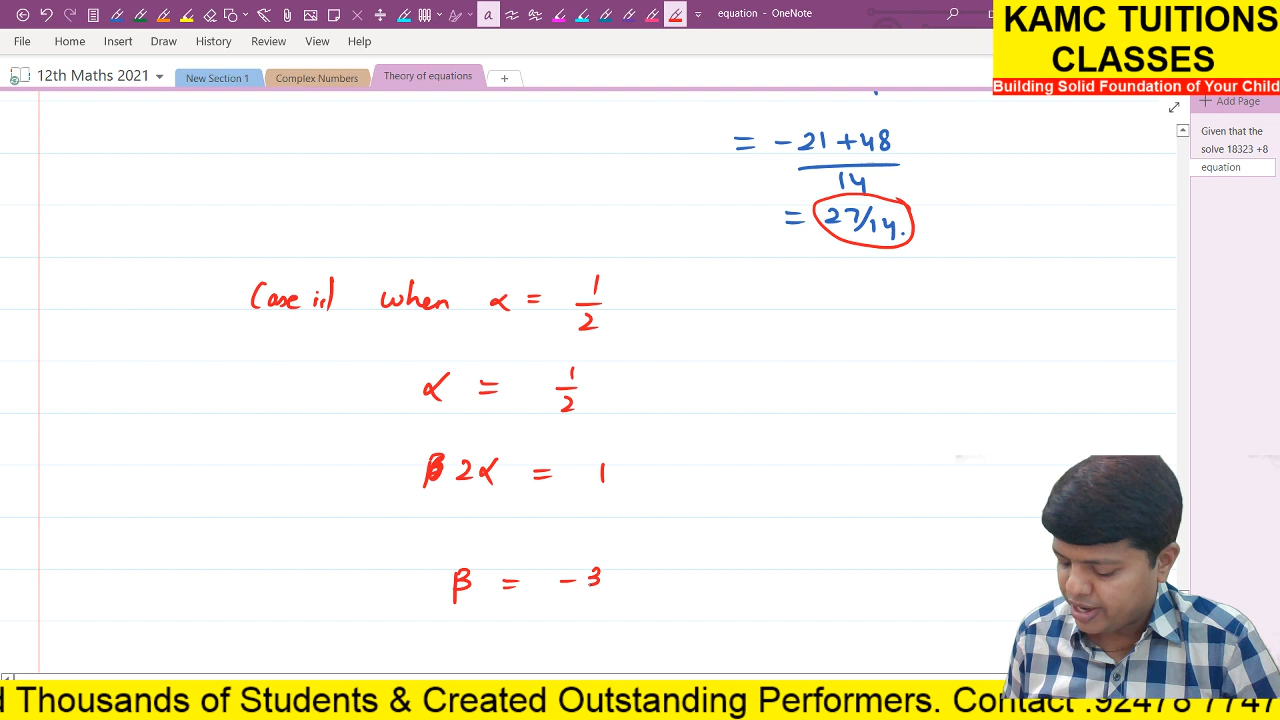 equation - OneNote
KAMC TUITIONS
CLASSES
Building Solid Foundation of Your Child
File Home Insert Draw History Review View Help
12th Maths 2021 New Section 1 Complex Numbers Theory of equations +
Add Page
Given that the
solve 18323 +8
equation
= -21 + 48
14
= 27/14.
Case ii) when α = 1/2
α = 1/2
2α = 1
β = -3
d Thousands of Students & Created Outstanding Performers. Contact :92478 7747